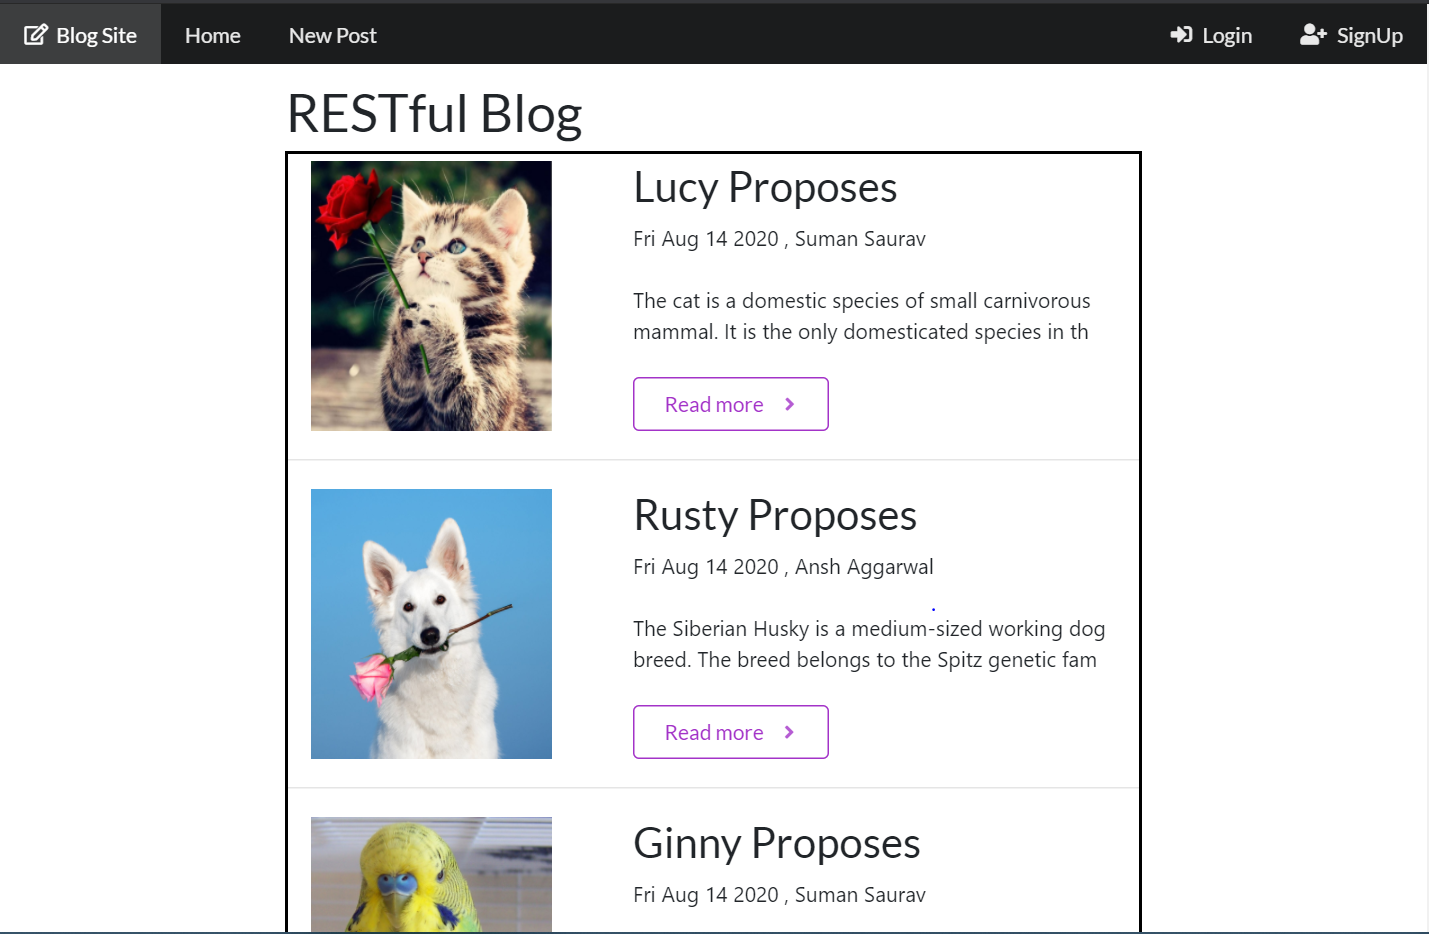 Blog Site Home New Post Login SignUp
RESTful Blog
Lucy Proposes
Fri Aug 14 2020 , Suman Saurav
The cat is a domestic species of small carnivorous
mammal. It is the only domesticated species in th
Read more
Rusty Proposes
Fri Aug 14 2020 , Ansh Aggarwal
The Siberian Husky is a medium-sized working dog
breed. The breed belongs to the Spitz genetic fam
Read more
Ginny Proposes
Fri Aug 14 2020 , Suman Saurav